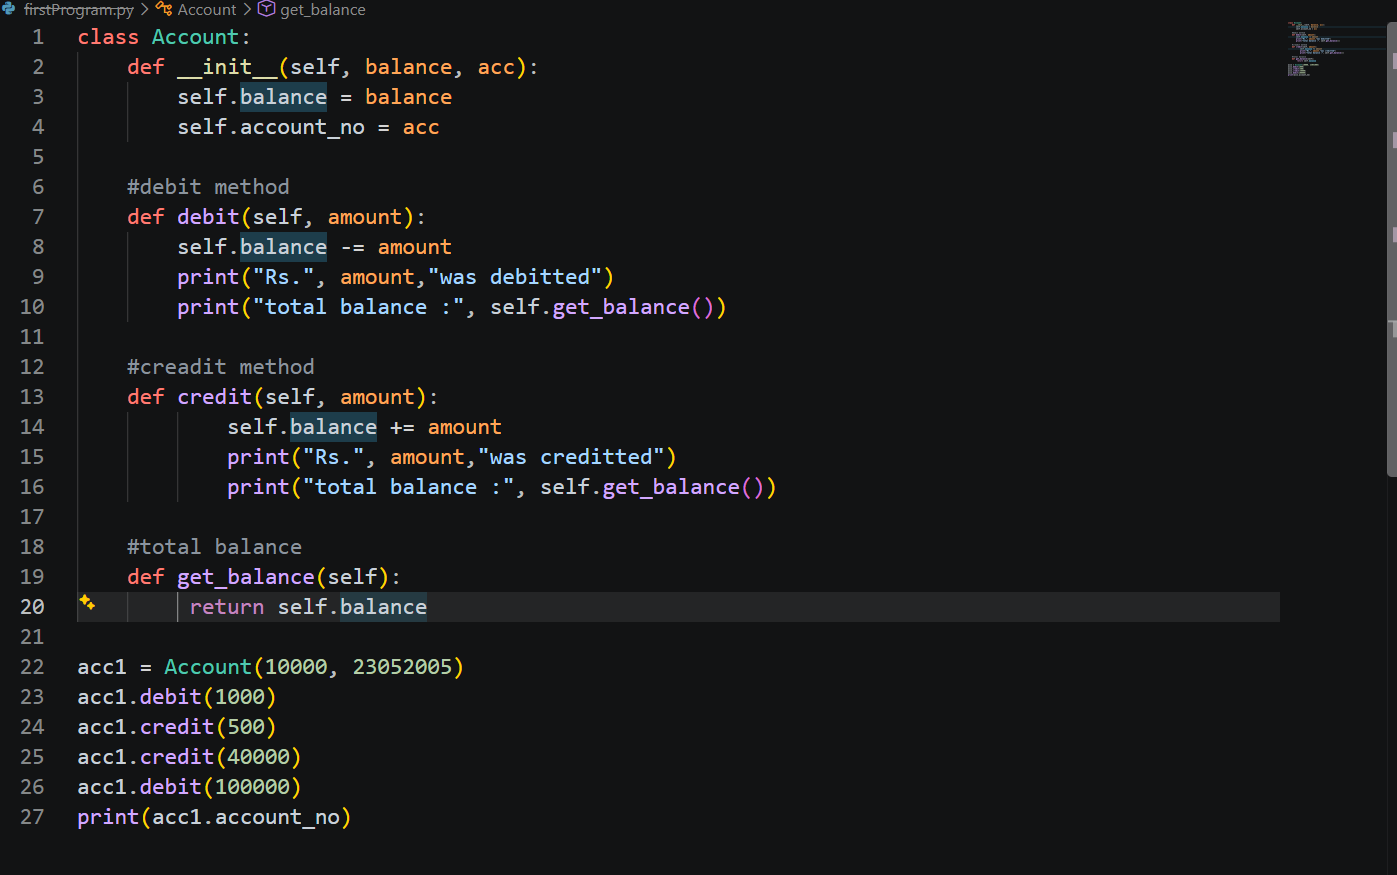 firstProgram.py > Account > get_balance
1 class Account:
2     def __init__(self, balance, acc):
3         self.balance = balance
4         self.account_no = acc
5
6     #debit method
7     def debit(self, amount):
8         self.balance -= amount
9         print("Rs.", amount,"was debitted")
10         print("total balance :", self.get_balance())
11
12     #creadit method
13     def credit(self, amount):
14             self.balance += amount
15             print("Rs.", amount,"was creditted")
16             print("total balance :", self.get_balance())
17
18     #total balance
19     def get_balance(self):
20          return self.balance
21
22 acc1 = Account(10000, 23052005)
23 acc1.debit(1000)
24 acc1.credit(500)
25 acc1.credit(40000)
26 acc1.debit(100000)
27 print(acc1.account_no)